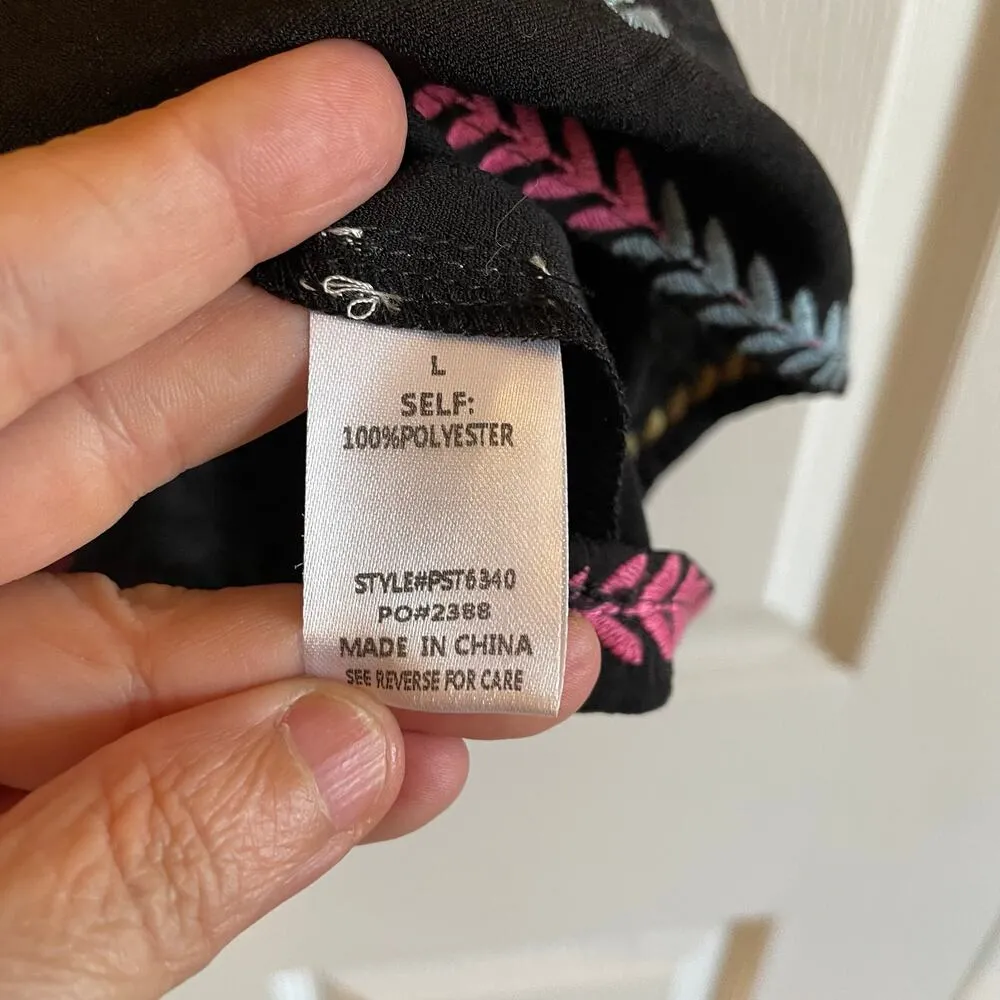 L
SELF:
100%POLYESTER
STYLE#PST6340
PO#2388
MADE IN CHINA
SEE REVERSE FOR CARE